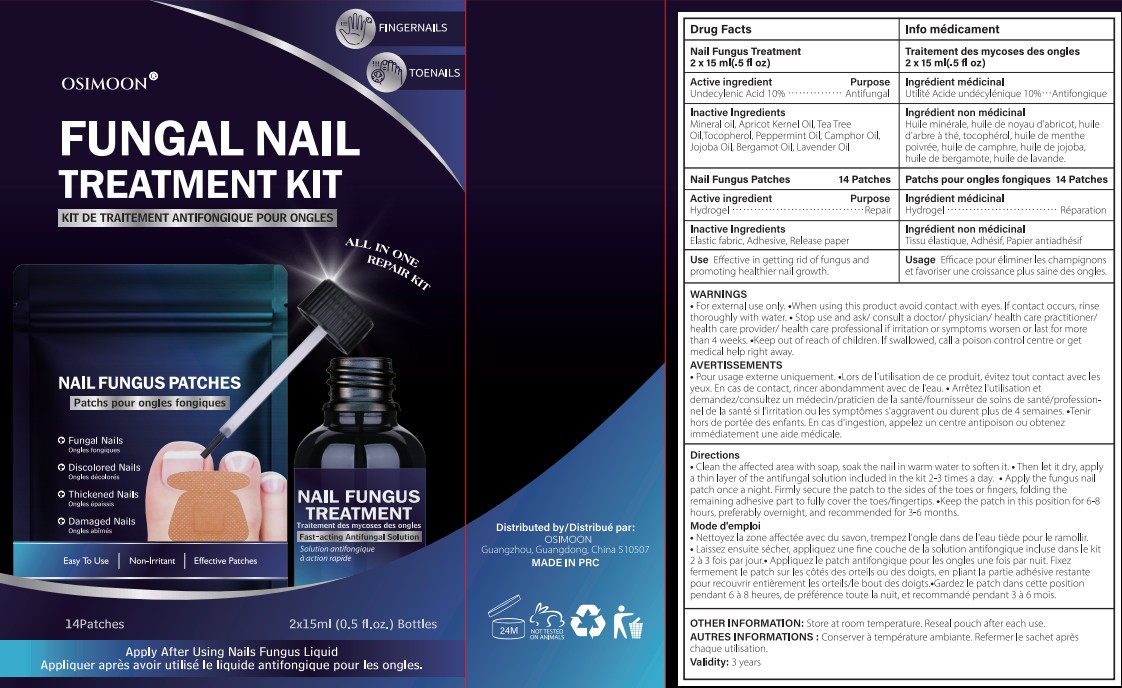 FINGERNAILS
TOENAILS
OSIMOON®
FUNGAL NAIL
TREATMENT KIT
KIT DE TRAITEMENT ANTIFONGIQUE POUR ONGLES
ALL IN ONE
REPAIR KIT
NAIL FUNGUS PATCHES
Patchs pour ongles fongiques
Fungal Nails
Ongles fongiques
Discolored Nails
Ongles décolorés
Thickened Nails
Ongles épaissis
Damaged Nails
Ongles abîmés
Easy To Use | Non-Irritant | Effective Patches
NAIL FUNGUS
TREATMENT
Traitement des mycoses des ongles
Fast-acting Antifungal Solution
Solution antifongique
à action rapide
14Patches
2x15ml (0.5 fl.oz.) Bottles
Apply After Using Nails Fungus Liquid
Appliquer après avoir utilisé le liquide antifongique pour les ongles.
Distributed by/Distribué par:
OSIMOON
Guangzhou, Guangdong, China 510507
MADE IN PRC
24M
NOT TESTED
ON ANIMALS
Drug Facts
Nail Fungus Treatment
2 x 15 ml(.5 fl oz)
Active ingredient Purpose
Undecylenic Acid 10% ··············· Antifungal
Inactive Ingredients
Mineral oil, Apricot Kernel Oil, Tea Tree
Oil,Tocopherol, Peppermint Oil, Camphor Oil,
Jojoba Oil, Bergamot Oil, Lavender Oil
Nail Fungus Patches 14 Patches
Active ingredient Purpose
Hydrogel ···································Repair
Inactive Ingredients
Elastic fabric, Adhesive, Release paper
Use Effective in getting rid of fungus and
promoting healthier nail growth.
Info médicament
Traitement des mycoses des ongles
2 x 15 ml(.5 fl oz)
Ingrédient médicinal
Utilité Acide undécylénique 10%···Antifongique
Ingrédient non médicinal
Huile minérale, huile de noyau d'abricot, huile
d'arbre à thé, tocophérol, huile de menthe
poivrée, huile de camphre, huile de jojoba,
huile de bergamote, huile de lavande.
Patchs pour ongles fongiques 14 Patches
Ingrédient médicinal
Hydrogel ···························· Réparation
Ingrédient non médicinal
Tissu élastique, Adhésif, Papier antiadhésif
Usage Efficace pour éliminer les champignons
et favoriser une croissance plus saine des ongles.
WARNINGS
• For external use only. •When using this product avoid contact with eyes. If contact occurs, rinse
thoroughly with water. • Stop use and ask/ consult a doctor/ physician/ health care practitioner/
health care provider/ health care professional if irritation or symptoms worsen or last for more
than 4 weeks. •Keep out of reach of children. If swallowed, call a poison control centre or get
medical help right away.
AVERTISSEMENTS
• Pour usage externe uniquement. •Lors de l'utilisation de ce produit, évitez tout contact avec les
yeux. En cas de contact, rincer abondamment avec de l'eau. • Arrêtez l'utilisation et
demandez/consultez un médecin/praticien de la santé/fournisseur de soins de santé/profession-
nel de la santé si l'irritation ou les symptômes s'aggravent ou durent plus de 4 semaines. •Tenir
hors de portée des enfants. En cas d'ingestion, appelez un centre antipoison ou obtenez
immédiatement une aide médicale.
Directions
• Clean the affected area with soap, soak the nail in warm water to soften it. • Then let it dry, apply
a thin layer of the antifungal solution included in the kit 2-3 times a day. • Apply the fungus nail
patch once a night. Firmly secure the patch to the sides of the toes or fingers, folding the
remaining adhesive part to fully cover the toes/fingertips. •Keep the patch in this position for 6-8
hours, preferably overnight, and recommended for 3-6 months.
Mode d'emploi
• Nettoyez la zone affectée avec du savon, trempez l'ongle dans de l'eau tiède pour le ramollir.
• Laissez ensuite sécher, appliquez une fine couche de la solution antifongique incluse dans le kit
2 à 3 fois par jour.• Appliquez le patch antifongique pour les ongles une fois par nuit. Fixez
fermement le patch sur les côtés des orteils ou des doigts, en pliant la partie adhésive restante
pour recouvrir entièrement les orteils/le bout des doigts.•Gardez le patch dans cette position
pendant 6 à 8 heures, de préférence toute la nuit, et recommandé pendant 3 à 6 mois.
OTHER INFORMATION: Store at room temperature. Reseal pouch after each use.
AUTRES INFORMATIONS : Conserver à température ambiante. Refermer le sachet après
chaque utilisation.
Validity: 3 years